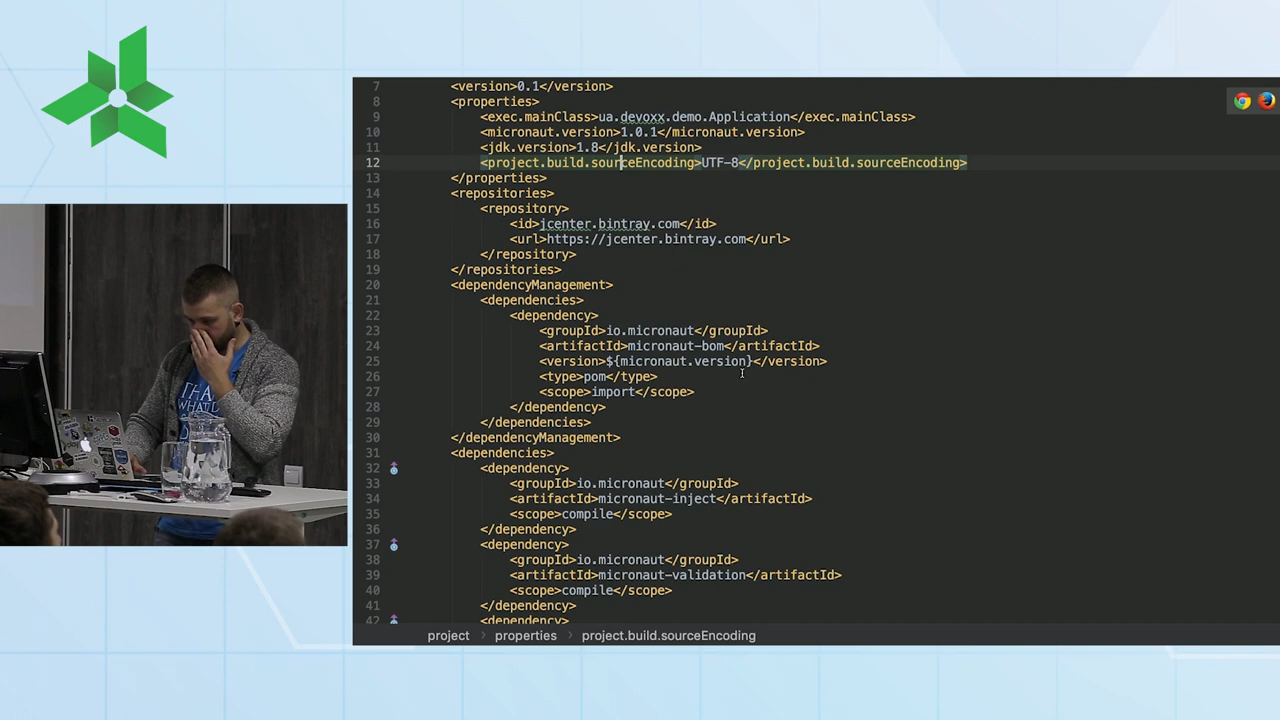 7 <version>0.1</version>
8 <properties>
9 <exec.mainClass>ua.devoxx.demo.Application</exec.mainClass>
10 <micronaut.version>1.0.1</micronaut.version>
11 <jdk.version>1.8</jdk.version>
12 <project.build.sourceEncoding>UTF-8</project.build.sourceEncoding>
13 </properties>
14 <repositories>
15 <repository>
16 <id>jcenter.bintray.com</id>
17 <url>https://jcenter.bintray.com</url>
18 </repository>
19 </repositories>
20 <dependencyManagement>
21 <dependencies>
22 <dependency>
23 <groupId>io.micronaut</groupId>
24 <artifactId>micronaut-bom</artifactId>
25 <version>${micronaut.version}</version>
26 <type>pom</type>
27 <scope>import</scope>
28 </dependency>
29 </dependencies>
30 </dependencyManagement>
31 <dependencies>
32 <dependency>
33 <groupId>io.micronaut</groupId>
34 <artifactId>micronaut-inject</artifactId>
35 <scope>compile</scope>
36 </dependency>
37 <dependency>
38 <groupId>io.micronaut</groupId>
39 <artifactId>micronaut-validation</artifactId>
40 <scope>compile</scope>
41 </dependency>
42 <dependency>
project > properties > project.build.sourceEncoding